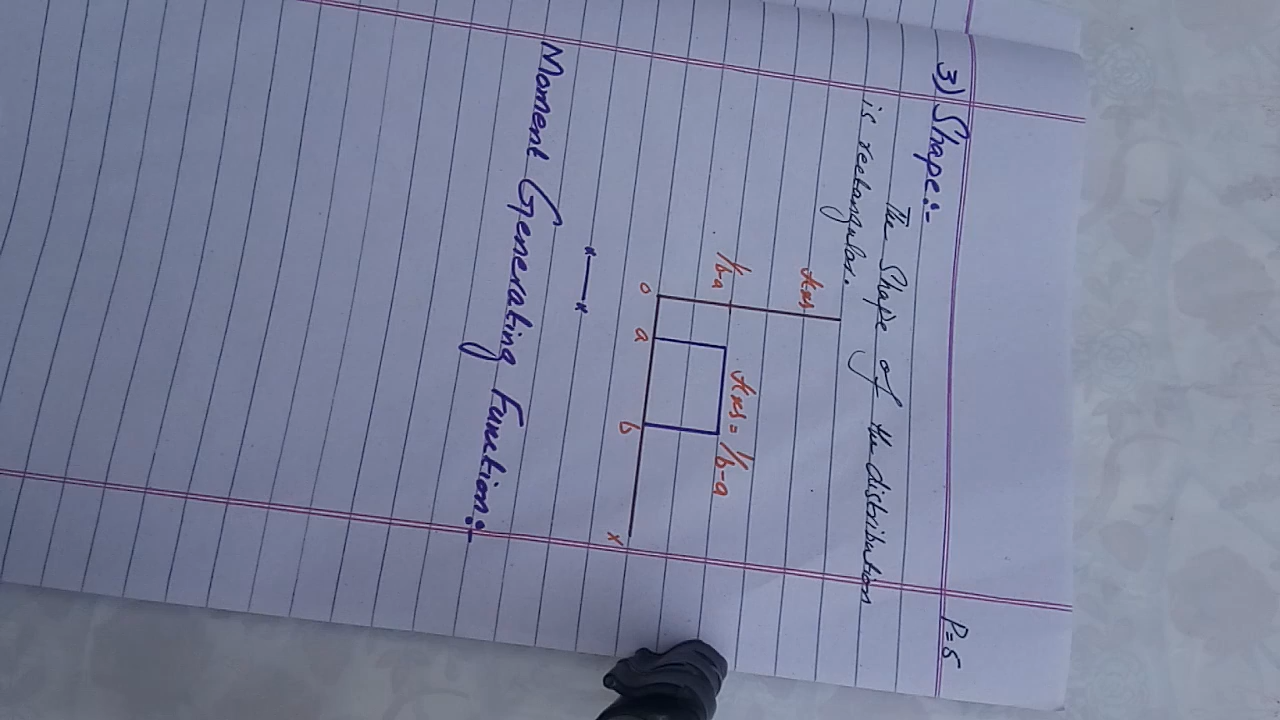 P=5
3) Shape:-
The Shape of the distribution
is rectangular.
f(x)
1/b-a
f(x) = 1/b-a
0 a b x
x—x
Moment Generating Function:-